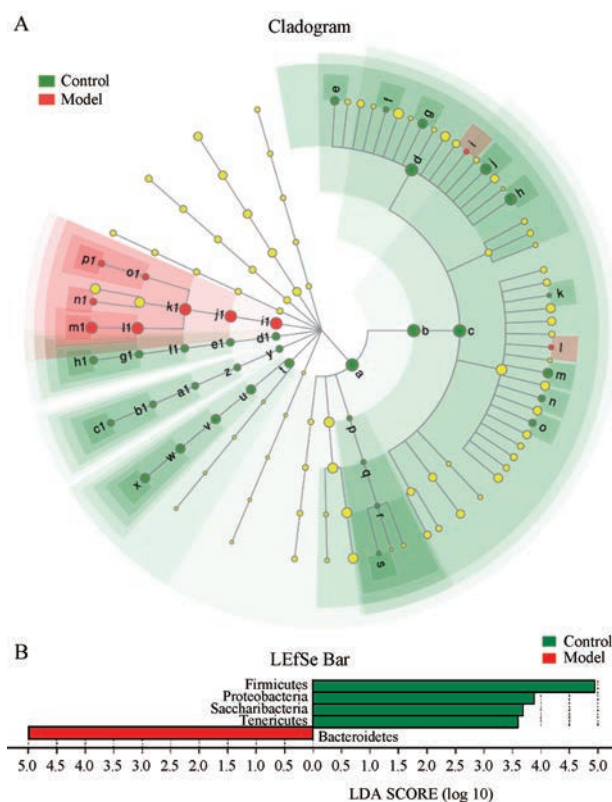 A
Cladogram
Control
Model
e
f
g
i
j
h
d
p1
o1
n1
k1
m1
l1
j1
i1
h1
g1
f1
e1
d1
y
z
a1
b1
c1
t
u
v
w
x
a
b
c
k
l
m
n
o
p
q
r
s
B
LEfSe Bar
Control
Model
Firmicutes
Proteobacteria
Saccharibacteria
Tenericutes
Bacteroidetes
5.0 4.5 4.0 3.5 3.0 2.5 2.0 1.5 1.0 0.5 0.0 0.5 1.0 1.5 2.0 2.5 3.0 3.5 4.0 4.5 5.0
LDA SCORE (log 10)